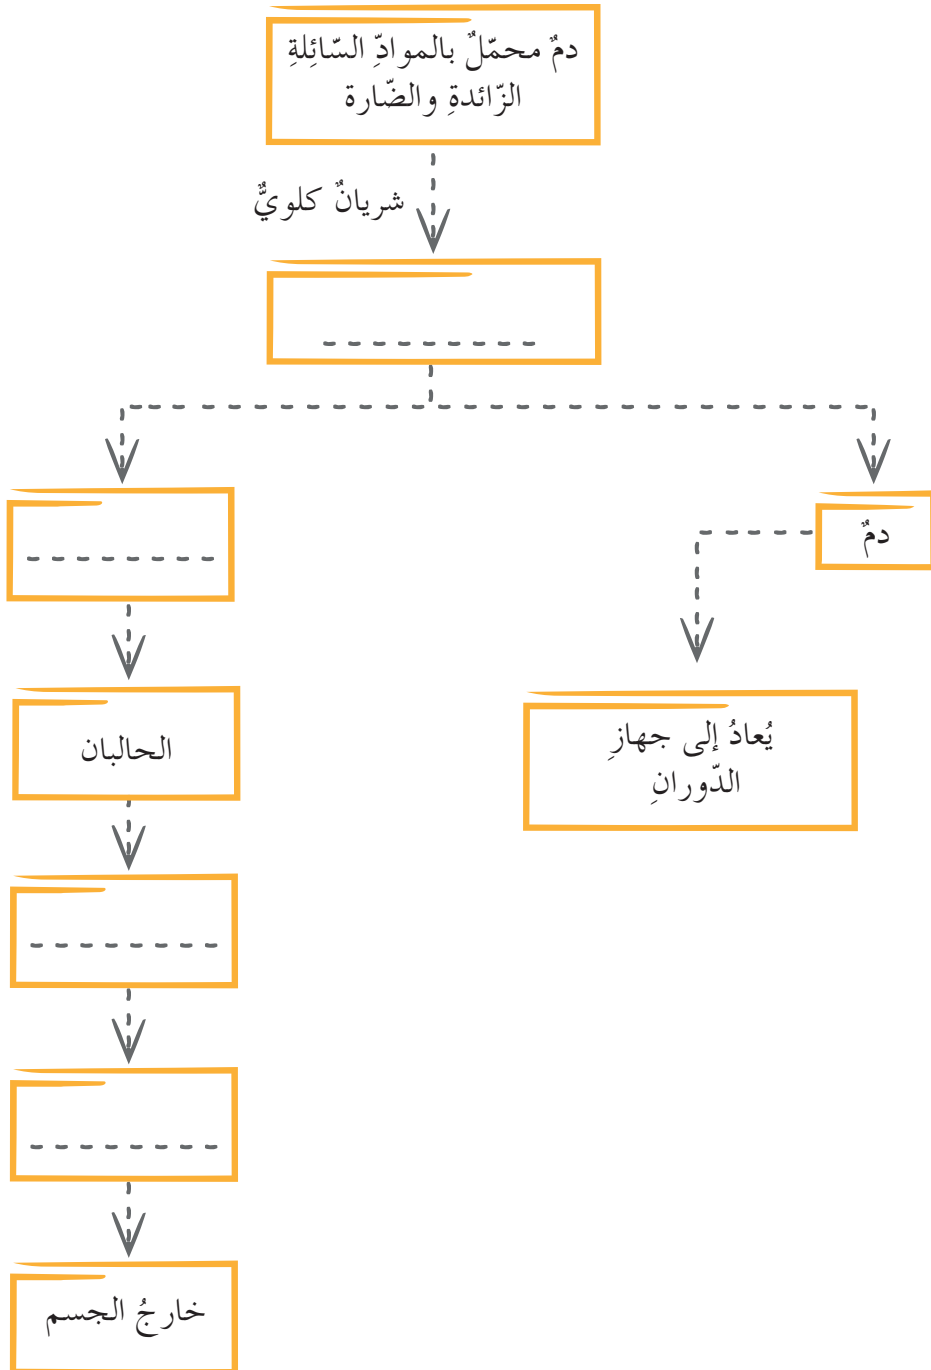 دمٌ محمّلٌ بالموادِّ السّائِلةِ
الزّائدةِ والضّارة
شريانٌ كلويٌّ
دمٌ
يُعادُ إلى جهازِ
الدّورانِ
الحالبان
خارجُ الجسم